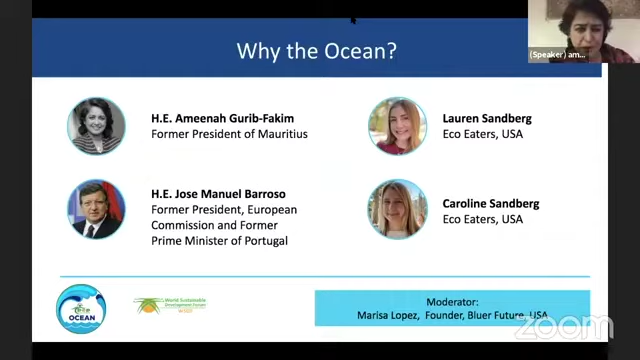 Why the Ocean?
(Speaker) am...
H.E. Ameenah Gurib-Fakim
Former President of Mauritius
Lauren Sandberg
Eco Eaters, USA
H.E. Jose Manuel Barroso
Former President, European
Commission and Former
Prime Minister of Portugal
Caroline Sandberg
Eco Eaters, USA
OCEAN
World Sustainable
Development Forum
Moderator:
Marisa Lopez, Founder, Bluer Future, USA
zoom